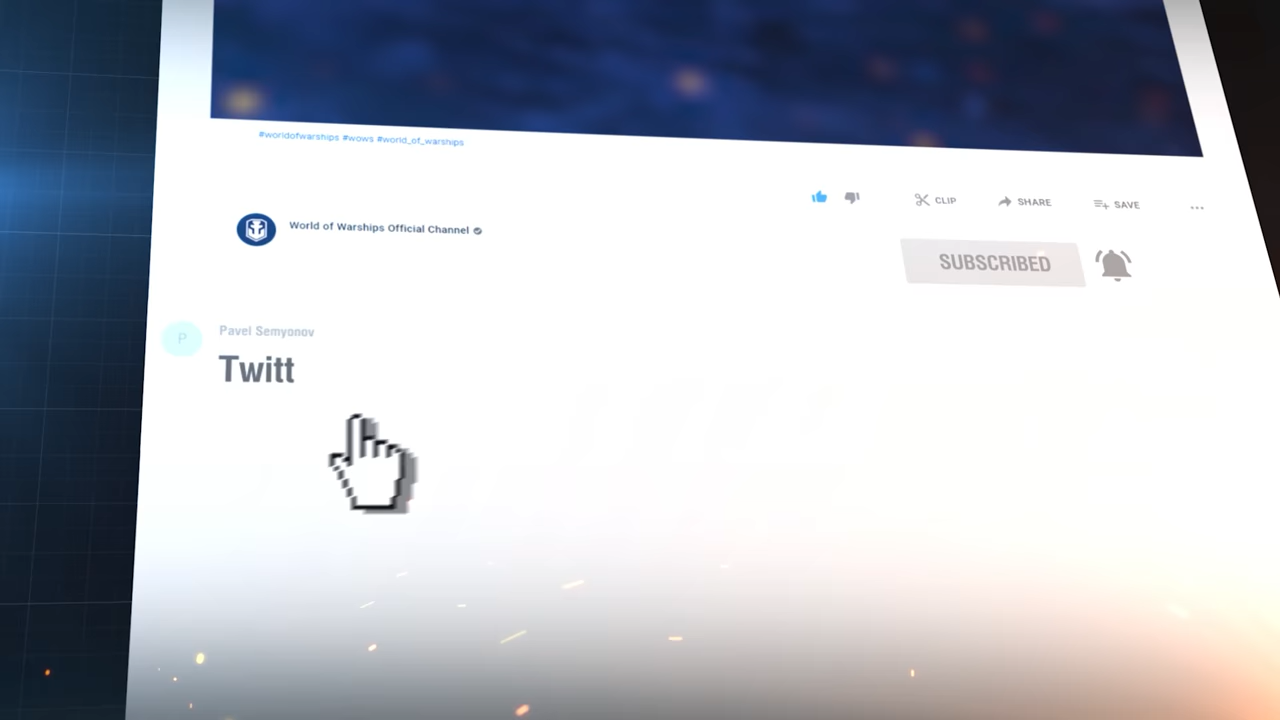 #worldofwarships #wows #world_of_warships
CLIP SHARE SAVE
World of Warships Official Channel
SUBSCRIBED
P
Pavel Semyonov
Twitt